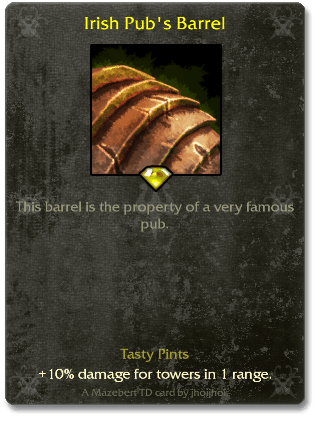 Irish Pub's Barrel
This barrel is the property of a very famous
pub.
Tasty Pints
+10% damage for towers in 1 range.
A Mazebert TD card by jhoijhoi